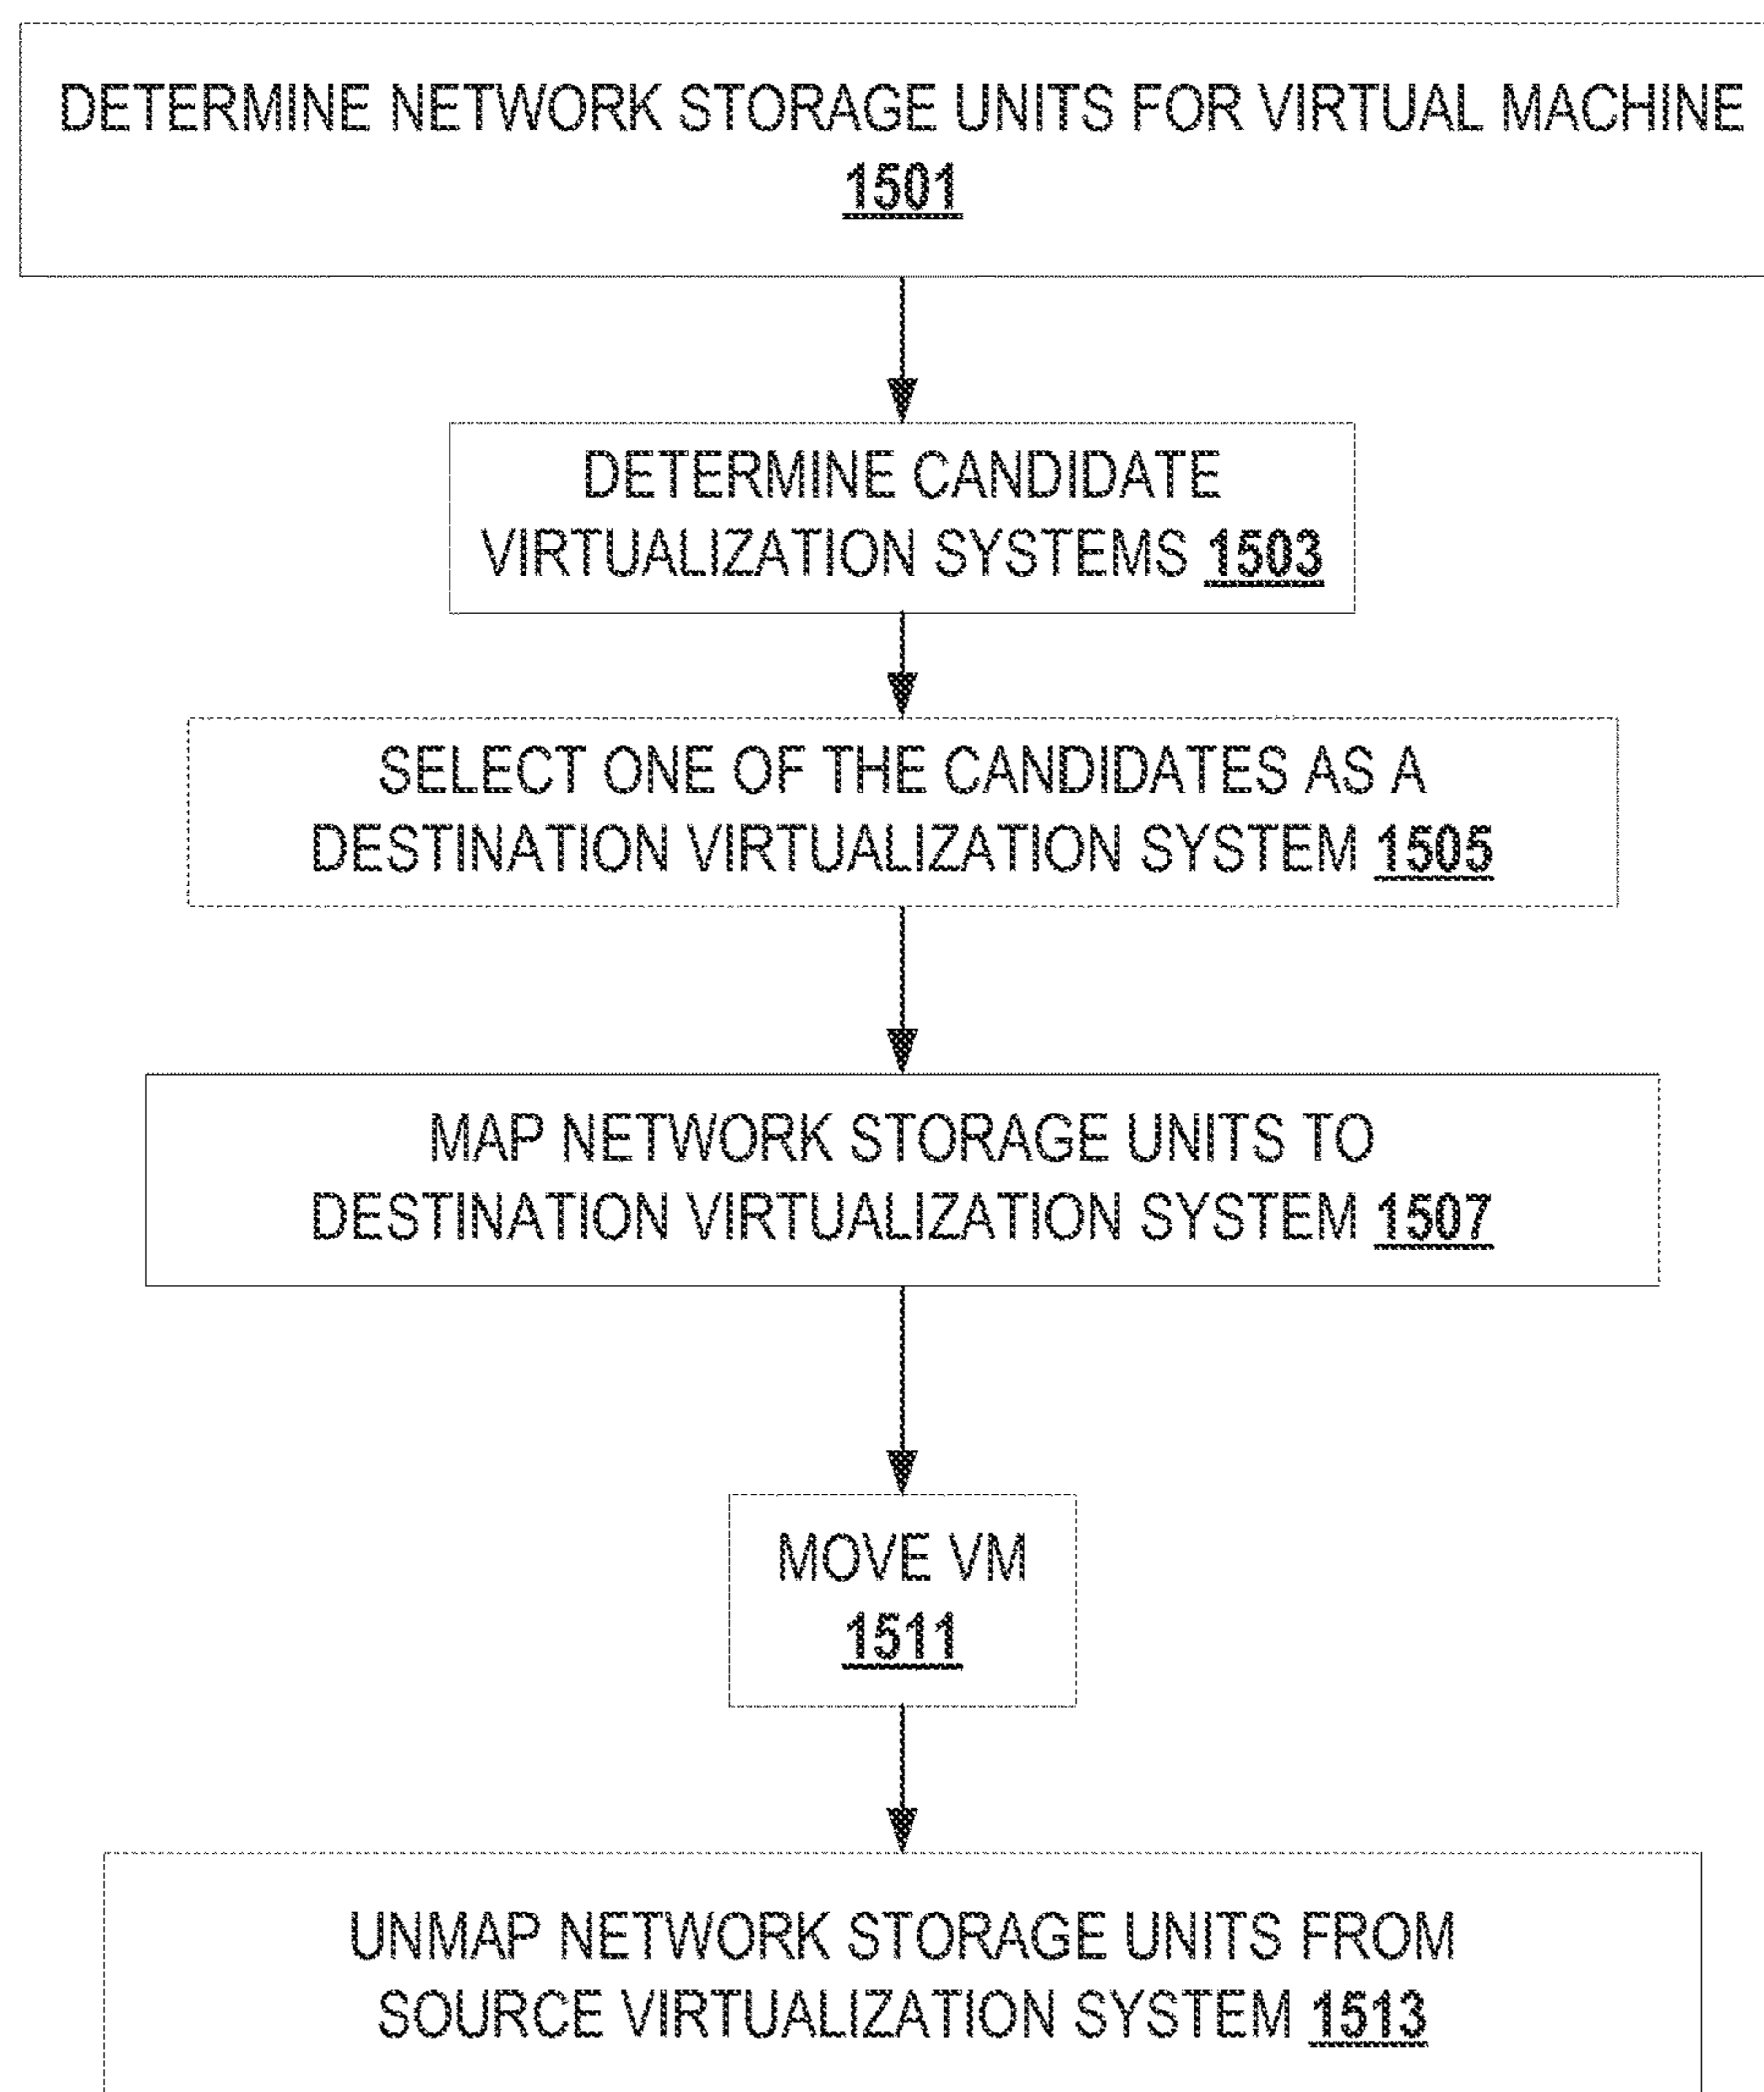 DETERMINE NETWORK STORAGE UNITS FOR VIRTUAL MACHINE
1501
DETERMINE CANDIDATE
VIRTUALIZATION SYSTEMS 1503
SELECT ONE OF THE CANDIDATES AS A
DESTINATION VIRTUALIZATION SYSTEM 1505
MAP NETWORK STORAGE UNITS TO
DESTINATION VIRTUALIZATION SYSTEM 1507
MOVE VM
1511
UNMAP NETWORK STORAGE UNITS FROM
SOURCE VIRTUALIZATION SYSTEM 1513